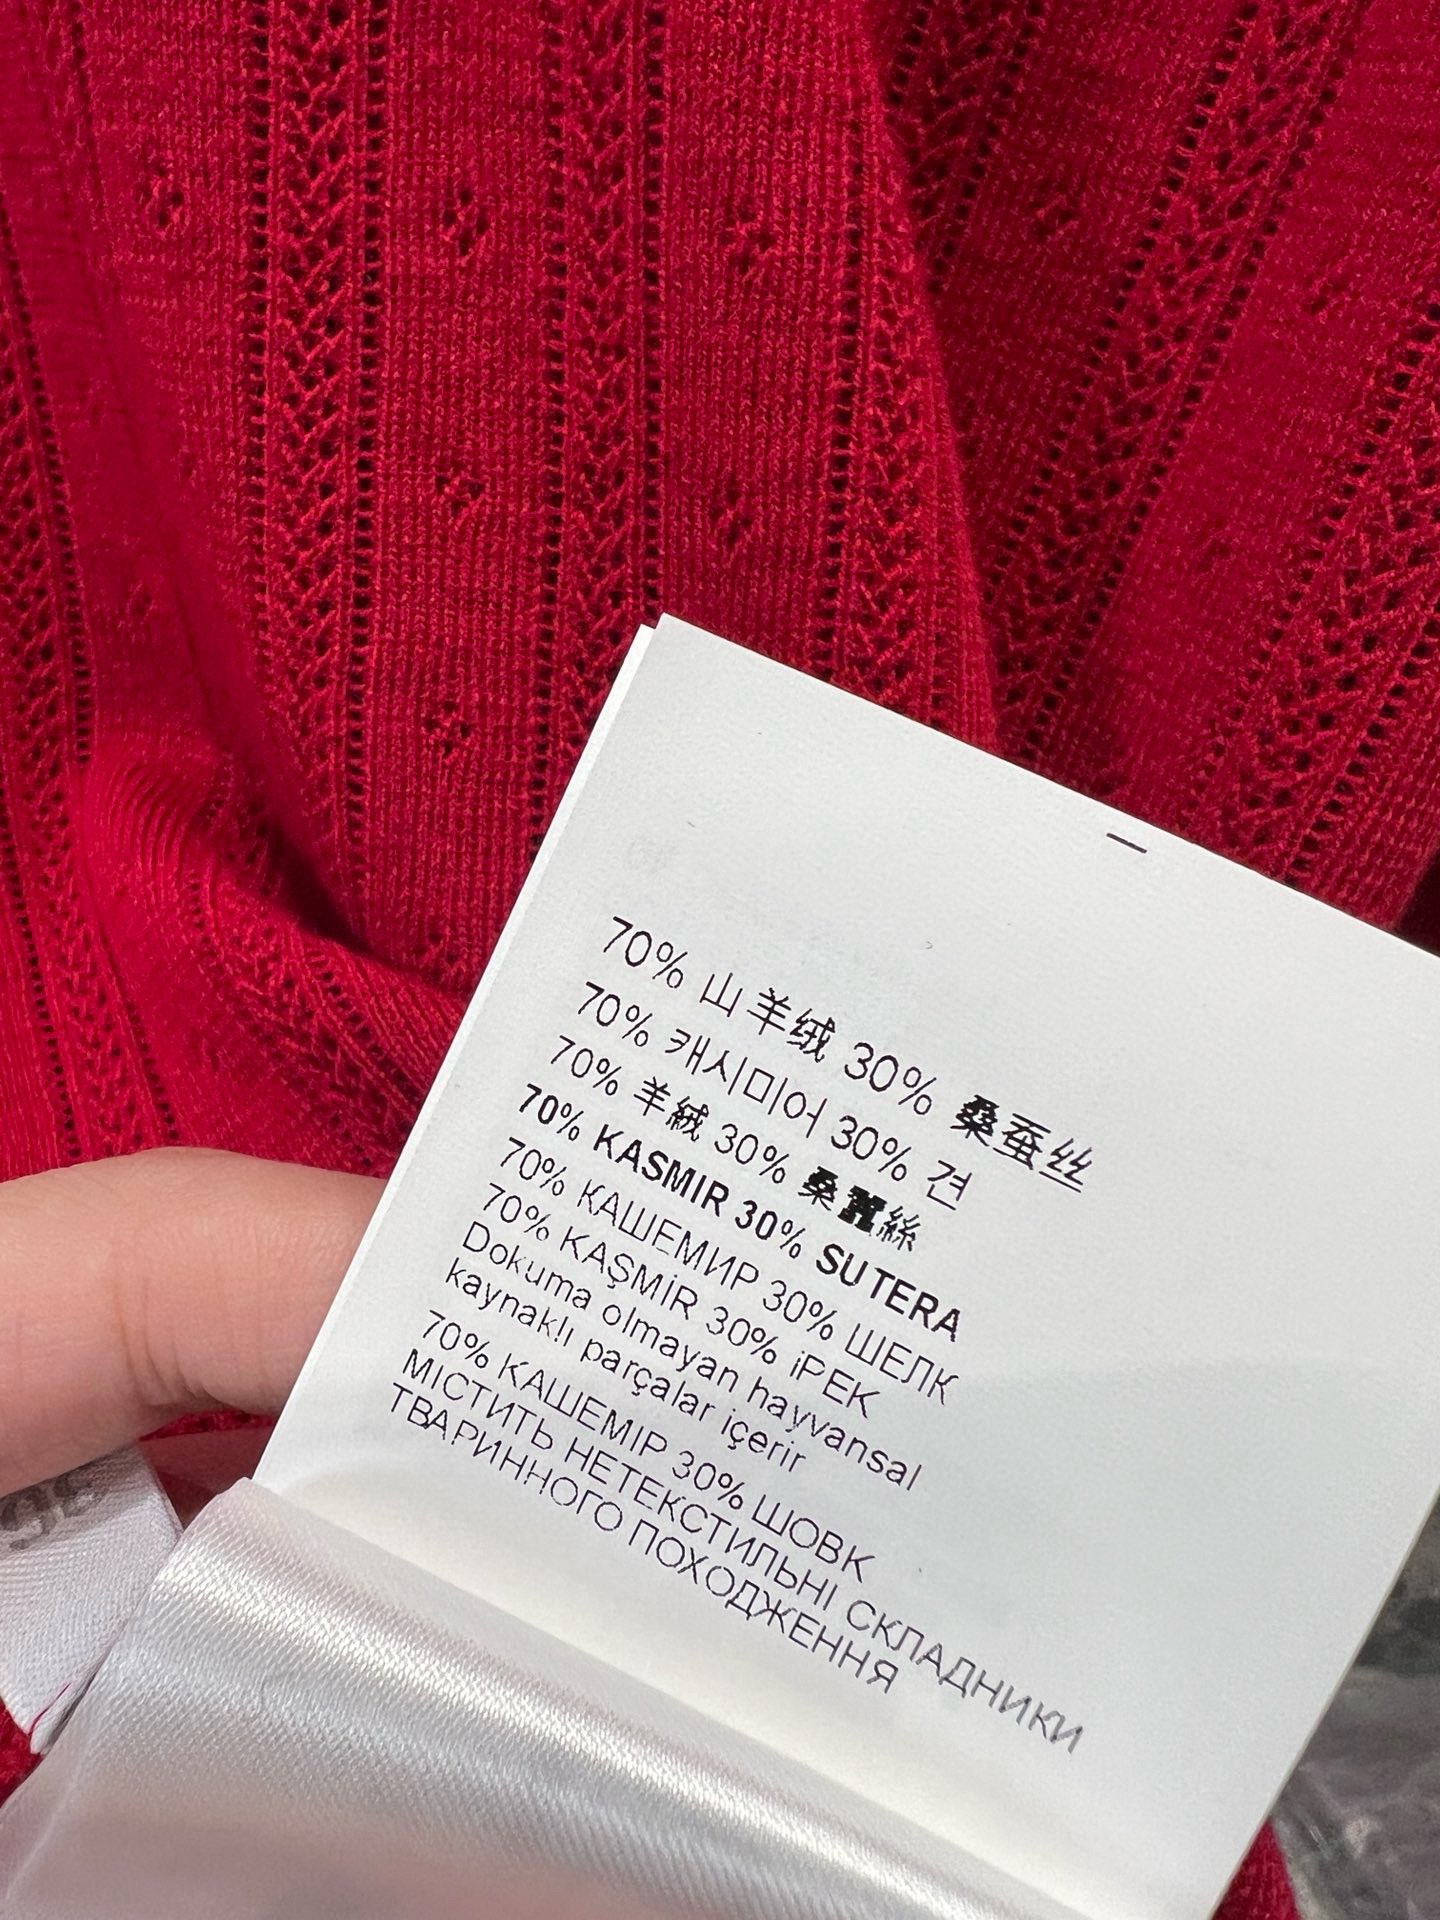 70% 山羊绒 30% 桑蚕丝
70% 캐시미어 30% 견
70% 羊絨 30% 桑蠶絲
70% KASMIR 30% SUTERA
70% КАШЕМИР 30% ШЕЛК
70% KAŞMİR 30% İPEK
Dokuma olmayan hayvansal
kaynaklı parçalar içerir
70% КАШЕМІР 30% ШОВК
МІСТИТЬ НЕТЕКСТИЛЬНІ СКЛАДНИКИ
ТВАРИННОГО ПОХОДЖЕННЯ